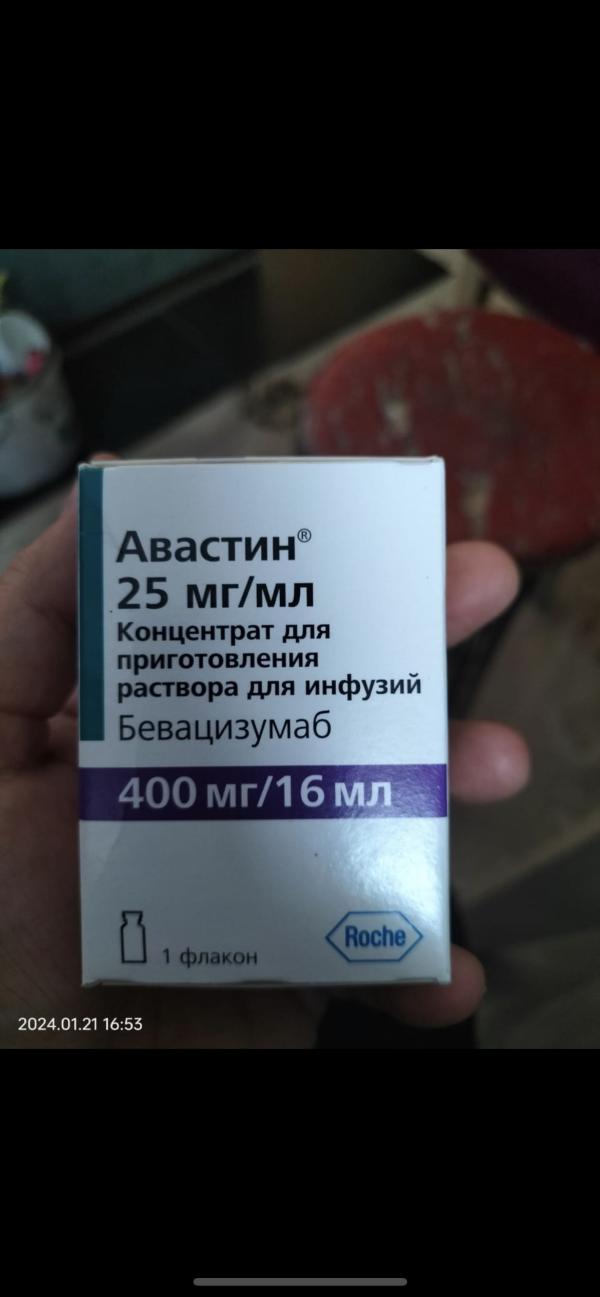 Авастин®
25 мг/мл
Концентрат для
приготовления
раствора для инфузий
Бевацизумаб
400 мг/16 мл
1 флакон
Roche
2024.01.21 16:53